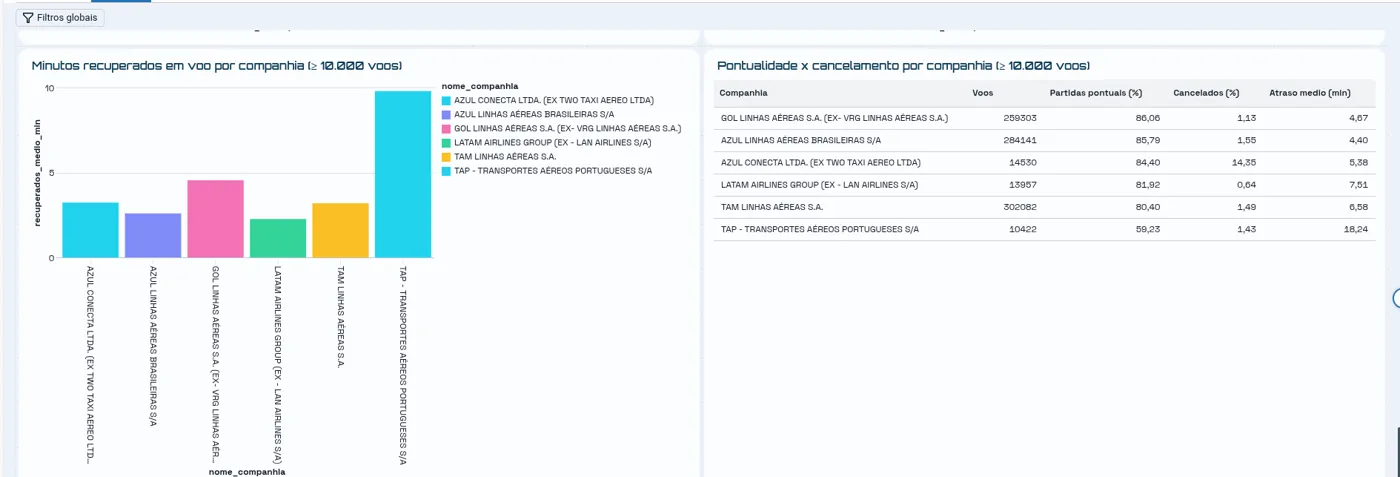 Filtros globais
Minutos recuperados em voo por companhia (≥ 10.000 voos)
10
5
0
recuperados_medio_min
nome_companhia
AZUL CONECTA LTDA. (EX TWO TAXI AEREO LTDA)
AZUL LINHAS AÉREAS BRASILEIRAS S/A
GOL LINHAS AÉREAS S.A. (EX- VRG LINHAS AÉREAS S.A.)
LATAM AIRLINES GROUP (EX - LAN AIRLINES S/A)
TAM LINHAS AÉREAS S.A.
TAP - TRANSPORTES AÉREOS PORTUGUESES S/A
AZUL CONECTA LTDA. (EX TWO TAXI AEREO LTD...
AZUL LINHAS AÉREAS BRASILEIRAS S/A
GOL LINHAS AÉREAS S.A. (EX- VRG LINHAS AÉR...
LATAM AIRLINES GROUP (EX - LAN AIRLINES S/A)
TAM LINHAS AÉREAS S.A.
TAP - TRANSPORTES AÉREOS PORTUGUESES S/A
nome_companhia
Pontualidade x cancelamento por companhia (≥ 10.000 voos)
Companhia Voos Partidas pontuais (%) Cancelados (%) Atraso medio (min)
GOL LINHAS AÉREAS S.A. (EX- VRG LINHAS AÉREAS S.A.) 259303 86,06 1,13 4,67
AZUL LINHAS AÉREAS BRASILEIRAS S/A 284141 85,79 1,55 4,40
AZUL CONECTA LTDA. (EX TWO TAXI AEREO LTDA) 14530 84,40 14,35 5,38
LATAM AIRLINES GROUP (EX - LAN AIRLINES S/A) 13957 81,92 0,64 7,51
TAM LINHAS AÉREAS S.A. 302082 80,40 1,49 6,58
TAP - TRANSPORTES AÉREOS PORTUGUESES S/A 10422 59,23 1,43 18,24